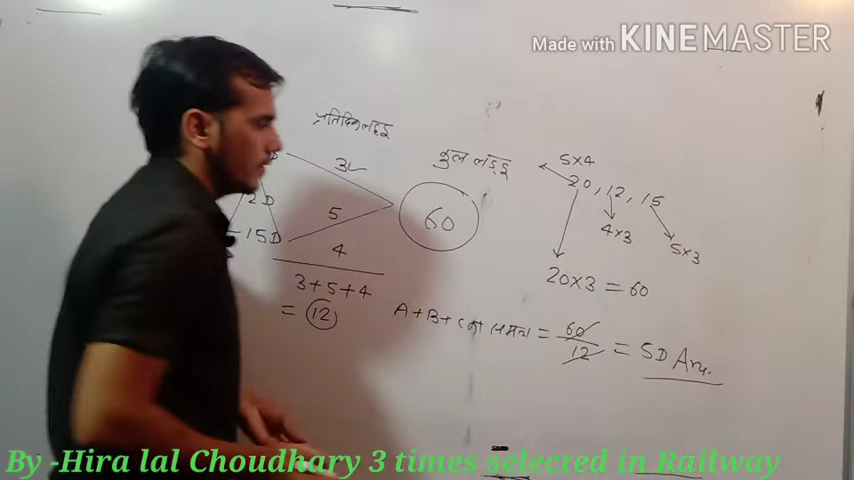 Made with KINEMASTER
प्रतिदिन लड्डू
कुल लड्डू
5×4
20, 12, 15
3
2D
5
60
4×3
5×3
15D
4
20×3 = 60
3+5+4
= 12
A+B+C का समय = 60/12 = 5D Ans.
By -Hira lal Choudhary 3 times selected in Railway